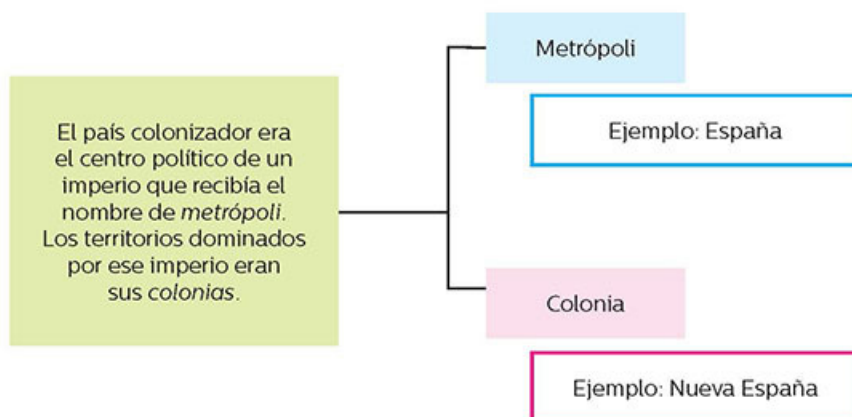 El país colonizador era
el centro político de un
imperio que recibía el
nombre de metrópoli.
Los territorios dominados
por ese imperio eran
sus colonias.
Metrópoli
Ejemplo: España
Colonia
Ejemplo: Nueva España